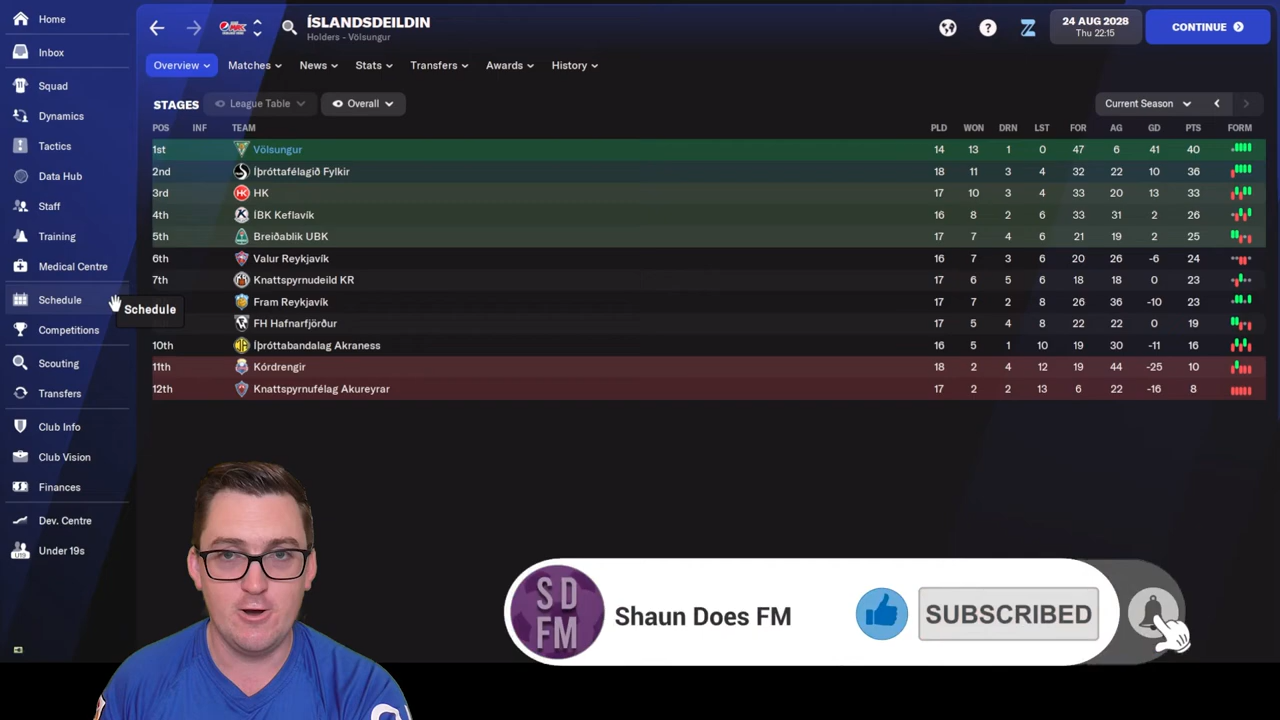 Home
ÍSLANDSDEILDIN
Holders - Völsungur
24 AUG 2028
Thu 22:15
CONTINUE
Inbox
Squad
Dynamics
Tactics
Data Hub
Staff
Training
Medical Centre
Schedule
Schedule
Competitions
Scouting
Transfers
Club Info
Club Vision
Finances
Dev. Centre
U19 Under 19s
Overview Matches News Stats Transfers Awards History
STAGES League Table Overall Current Season
POS INF TEAM PLD WON DRN LST FOR AG GD PTS FORM
1st Völsungur 14 13 1 0 47 6 41 40
2nd Íþróttafélagið Fylkir 18 11 3 4 32 22 10 36
3rd HK HK 17 10 3 4 33 20 13 33
4th ÍBK Keflavík 16 8 2 6 33 31 2 26
5th Breiðablik UBK 17 7 4 6 21 19 2 25
6th Valur Reykjavík 16 7 3 6 20 26 -6 24
7th Knattspyrnudeild KR 17 6 5 6 18 18 0 23
Fram Reykjavík 17 7 2 8 26 36 -10 23
FH Hafnarfjörður 17 5 4 8 22 22 0 19
10th Íþróttabandalag Akraness 16 5 1 10 19 30 -11 16
11th Kórdrengir 18 2 4 12 19 44 -25 10
12th Knattspyrnufélag Akureyrar 17 2 2 13 6 22 -16 8
SD
FM
Shaun Does FM
SUBSCRIBED